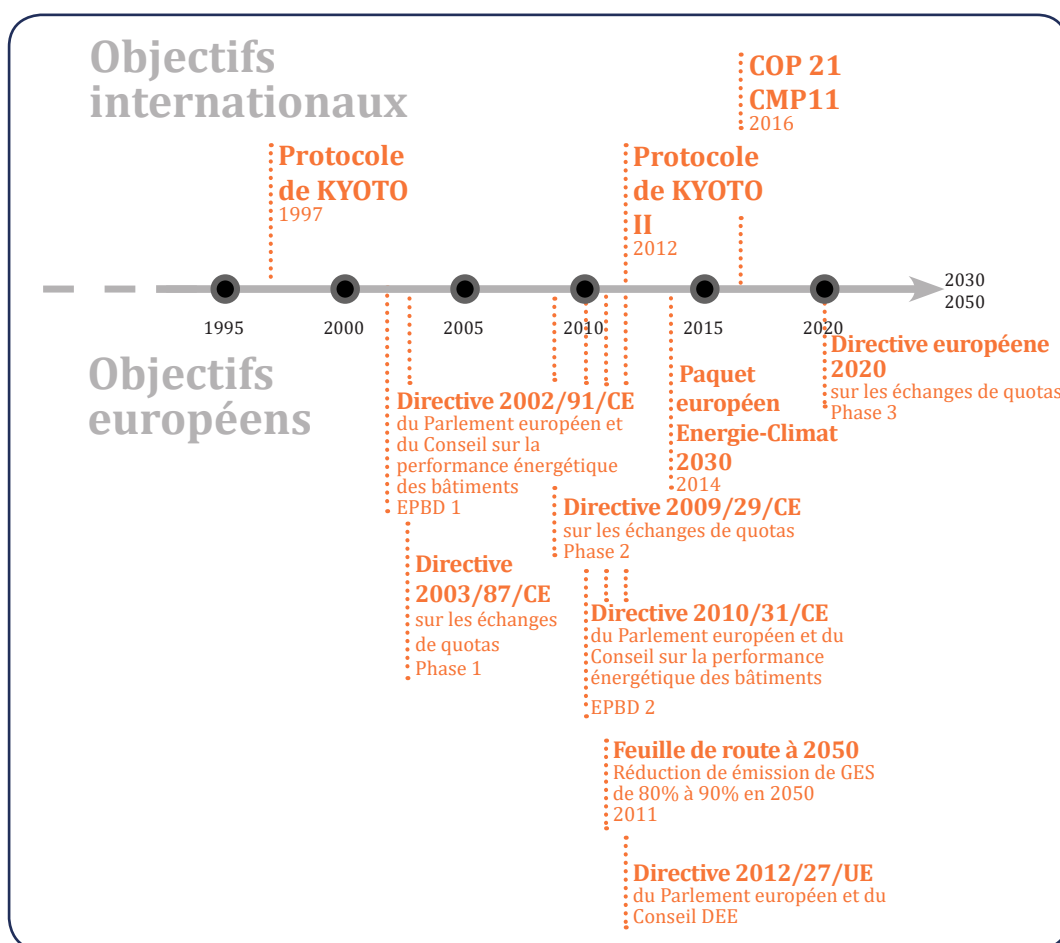 Objectifs
internationaux
COP 21
CMP11
2016
Protocole
de KYOTO
1997
Protocole
de KYOTO
II
2012
2030
2050
1995
2000
2005
2010
2015
2020
Objectifs
européens
Directive 2002/91/CE
du Parlement européen et
du Conseil sur la
performance énergétique
des bâtiments
EPBD 1
Directive
2003/87/CE
sur les échanges
de quotas
Phase 1
Directive 2009/29/CE
sur les échanges de quotas
Phase 2
Directive 2010/31/CE
du Parlement européen et du
Conseil sur la performance
énergétique des bâtiments
EPBD 2
Feuille de route à 2050
Réduction de émission de GES
de 80% à 90% en 2050
2011
Directive 2012/27/UE
du Parlement européen et du
Conseil DEE
Paquet
européen
Energie-Climat
2030
2014
Directive européene
2020
sur les échanges de quotas
Phase 3